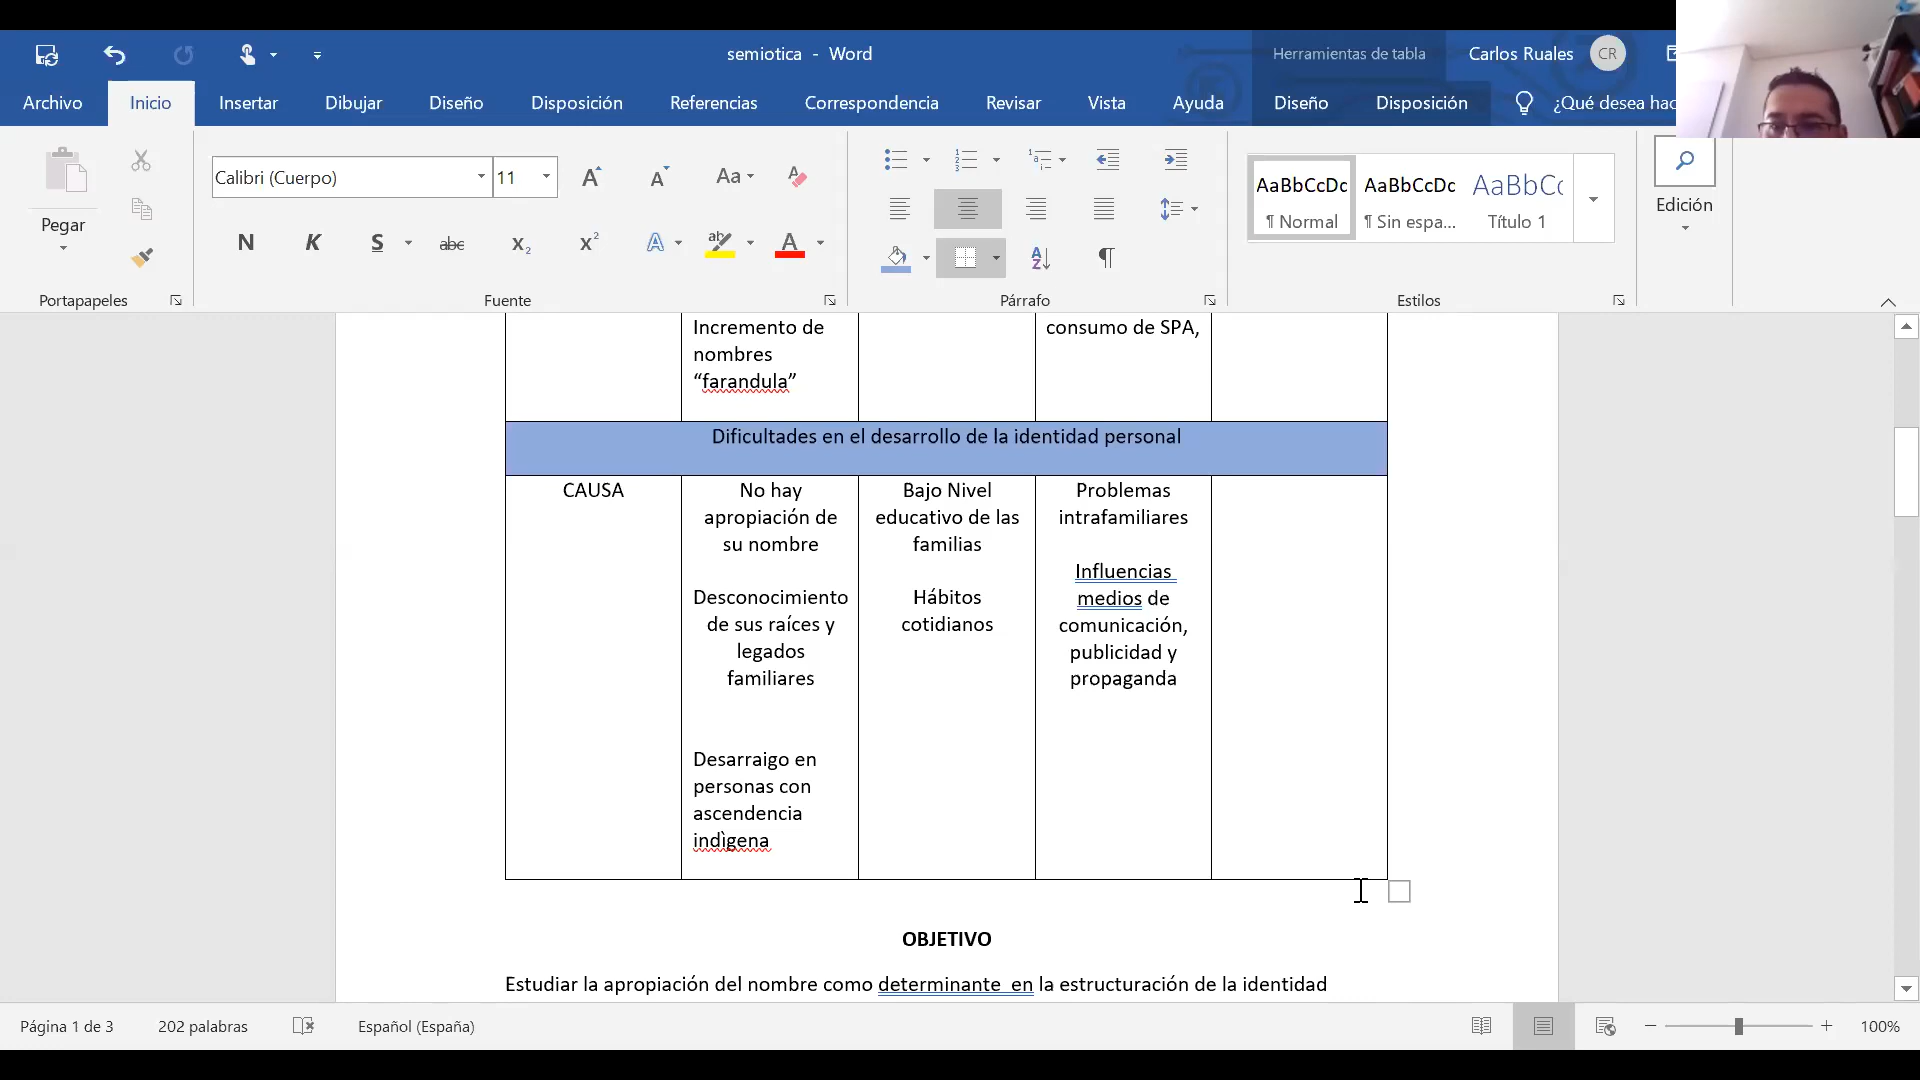 semiotica - Word
Herramientas de tabla
Carlos Ruales
CR
Archivo
Inicio
Insertar
Dibujar
Diseño
Disposición
Referencias
Correspondencia
Revisar
Vista
Ayuda
Diseño
Disposición
¿Qué desea hac
Pegar
Portapapeles
Calibri (Cuerpo)
11
A
A
Aa
A
N
K
S
abc
X2
X2
A
ab
A
Fuente
Párrafo
AaBbCcDc
¶ Normal
AaBbCcDc
¶ Sin espa...
AaBbCc
Título 1
Estilos
Edición
Incremento de
nombres
“farandula”
consumo de SPA,
Dificultades en el desarrollo de la identidad personal
CAUSA
No hay
apropiación de
su nombre
Desconocimiento
de sus raíces y
legados
familiares
Desarraigo en
personas con
ascendencia
indìgena
Bajo Nivel
educativo de las
familias
Hábitos
cotidianos
Problemas
intrafamiliares
Influencias
medios de
comunicación,
publicidad y
propaganda
OBJETIVO
Estudiar la apropiación del nombre como determinante  en la estructuración de la identidad
Página 1 de 3
202 palabras
Español (España)
100%